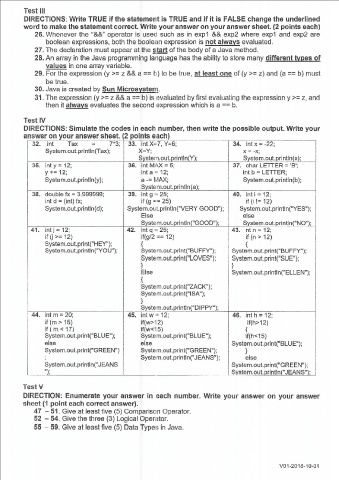 Test III
DIRECTIONS: Write TRUE if the statement is TRUE and if it is FALSE change the underlined
word to make the statement correct. Write your answer on your answer sheet. (2 points each)
26. Whenever the "&&" operator is used such as in exp1 && exp2 where exp1 and exp2 are
boolean expressions, both the boolean expression is not always evaluated.
27. The declaration must appear at the start of the body of a Java method.
28. An array in the Java programming language has the ability to store many different types of
values in one array variable.
29. For the expression (y >= z && a == b) to be true, at least one of (y >= z) and (a == b) must
be true.
30. Java is created by Sun Microsystem.
31. The expression (y >= z && a == b) is evaluated by first evaluating the expression y >= z, and
then it always evaluates the second expression which is a == b.
Test IV
DIRECTIONS: Simulate the codes in each number, then write the possible output. Write your
answer on your answer sheet. (2 points each)
32. int Tax = 7*3;
System.out.println(Tax);
33. int X=7, Y=6;
X=Y;
System.out.println(Y);
34. int x = -22;
x = -x;
System.out.println(x);
35. int y = 12;
y += 12;
System.out.println(y);
36. int MAX = 5;
int a = 12;
a -= MAX;
System.out.println(a);
37. char LETTER = 'B';
int b = LETTER;
System.out.println(b);
38. double fx = 3.999999;
int d = (int) fx;
System.out.println(d);
39. int g = 25;
if (g == 25)
System.out.println("VERY GOOD");
Else
System.out.println("GOOD");
40. int i = 12;
if (i != 12)
System.out.println("YES");
else
System.out.println("NO");
41. int j = 12;
if (j >= 12)
System.out.print("HEY");
System.out.println("YOU");
42. int q = 25;
if(q/2 == 12)
{
System.out.print("BUFFY");
System.out.print("LOVES");
}
Else
{
System.out.print("ZACK");
System.out.print("ISA");
}
System.out.println("DIPPY");
43. int n = 12;
if (n > 12)
{
System.out.print("BUFFY");
System.out.print("SUE");
}
System.out.println("ELLEN");
44. int m = 20;
if (m > 15)
if ( m < 17)
System.out.print("BLUE");
else
System.out.print("GREEN")
;
System.out.println("JEANS
");
45. int w = 12;
if(w>12)
if(w<15)
System.out.print("BLUE");
else
System.out.print("GREEN");
System.out.println("JEANS");
46. int h = 12;
if(h>12)
{
if(h<15)
System.out.print("BLUE");
}
else
System.out.print("GREEN");
System.out.println("JEANS");
Test V
DIRECTION: Enumerate your answer in each number. Write your answer on your answer
sheet (1 point each correct answer).
47 – 51. Give at least five (5) Comparison Operator.
52 – 54. Give the three (3) Logical Operator.
55 – 59. Give at least five (5) Data Types in Java.
V01-2018-10-01